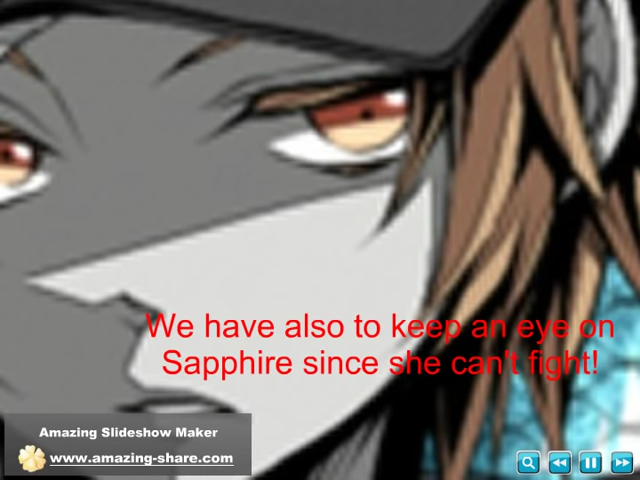 We have also to keep an eye on
Sapphire since she can't fight!
Amazing Slideshow Maker
www.amazing-share.com